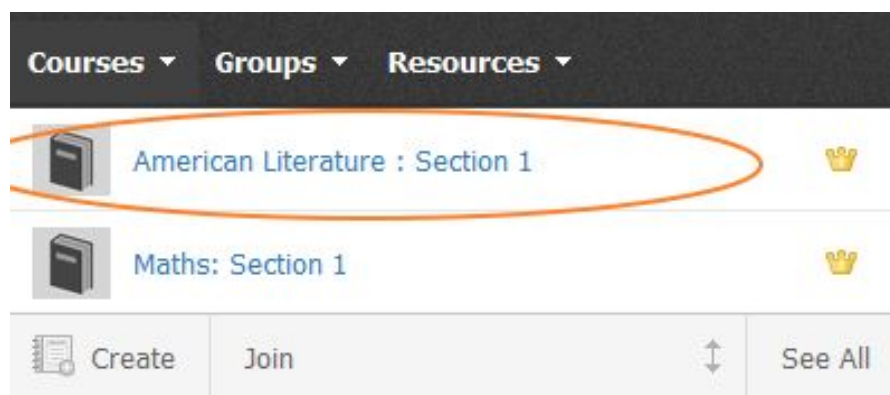 Courses Groups Resources
American Literature : Section 1
Maths: Section 1
Create Join See All